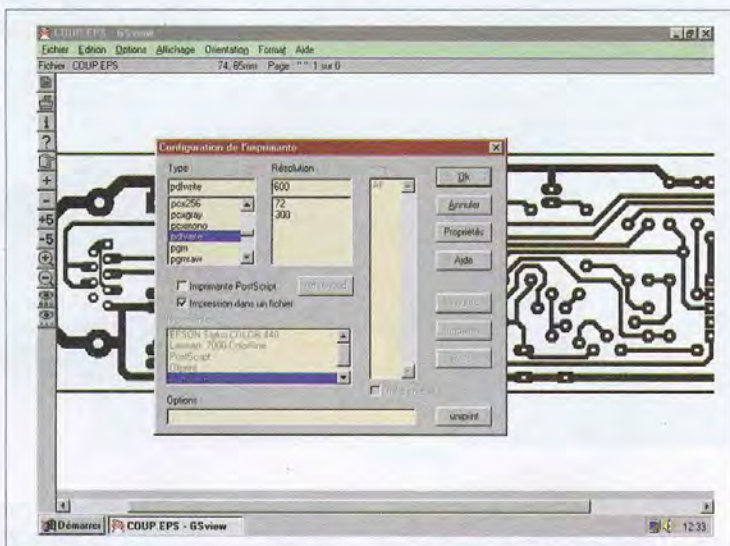 COUP.EPS - GSview
Fichier Edition Options Affichage Orientation Format Aide
Fichier: COUP.EPS 74, 65mm Page : "" 1 sur 0
Configuration de l'imprimante
Type Résolution
pdfwrite 600
pcx256 72
pcxgray 300
pcxmono
pdfwrite
pgm
pgmraw
All
Ok
Annuler
Propriétés
Aide
Imprimante PostScript
Impression dans un fichier
EPSON Stylus COLOR 440
Lexmark 7000 ColorFine
PostScript
Options
uniprint
i
?
+
-
+5
-5
Démarrer COUP.EPS - GSview 12:33